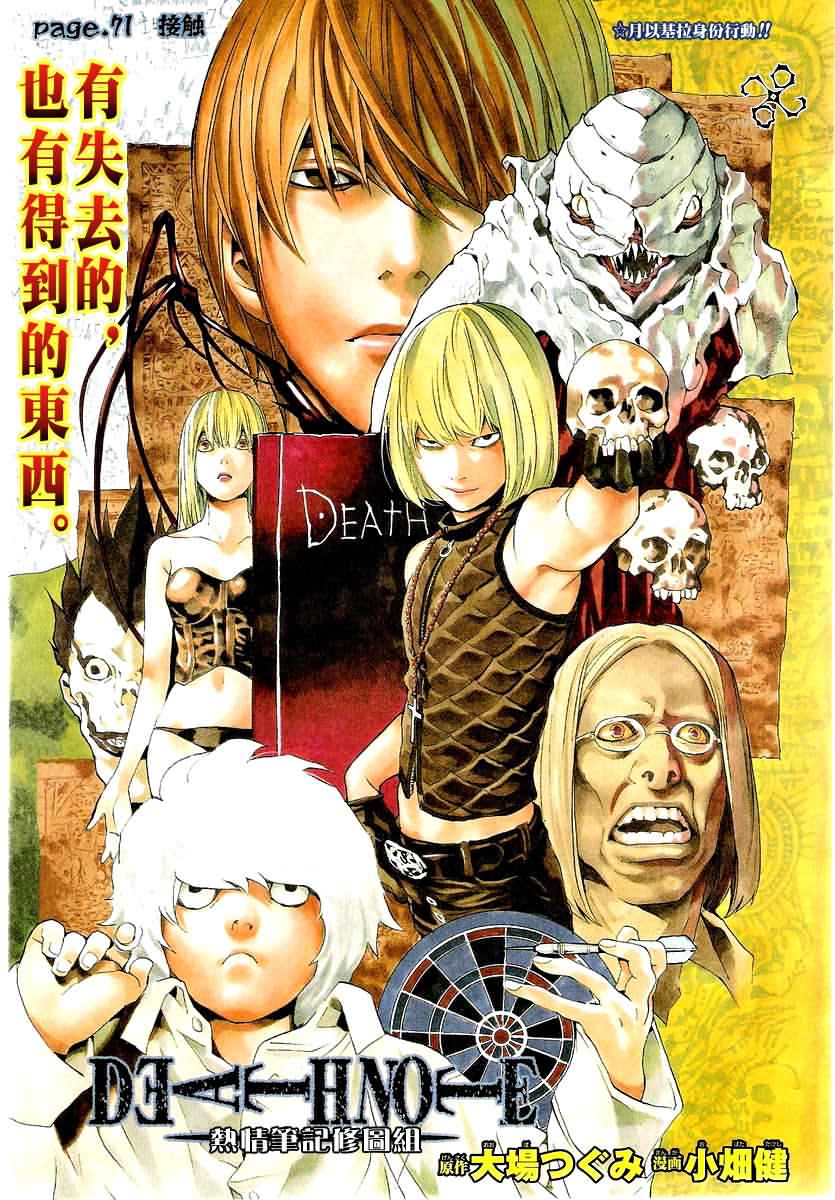 page.71 接触
☆月以基拉身份行動!!
有失去的，
也有得到的東西。
DEATH
DEATH NOTE
熱情筆記修圖組
原作 大場つぐみ 漫画 小畑健